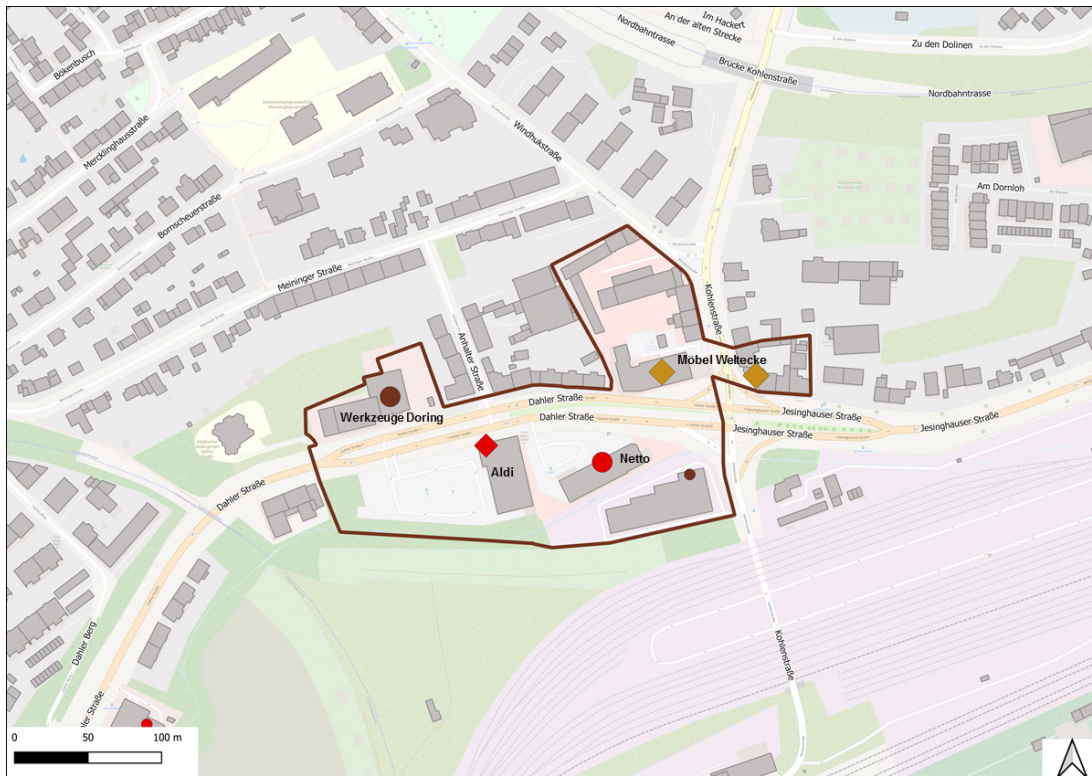 Im Hackert
An der alten Strecke
Nordbahntrasse
Zu den Dolinen
Bökenbusch
Brücke Kohlenstraße
Nordbahntrasse
Mercklinghausstraße
Windhukstraße
Am Dornloh
Bornscheuerstraße
Meininger Straße
Kohlenstraße
Anhalter Straße
Möbel Weltecke
Werkzeuge Doring
Dahler Straße
Dahler Straße
Jesinghauser Straße
Jesinghauser Straße
Jesinghauser Straße
Aldi
Netto
Dahler Straße
Dahler Berg
Kohlenstraße
Dahler Straße
0 50 100 m